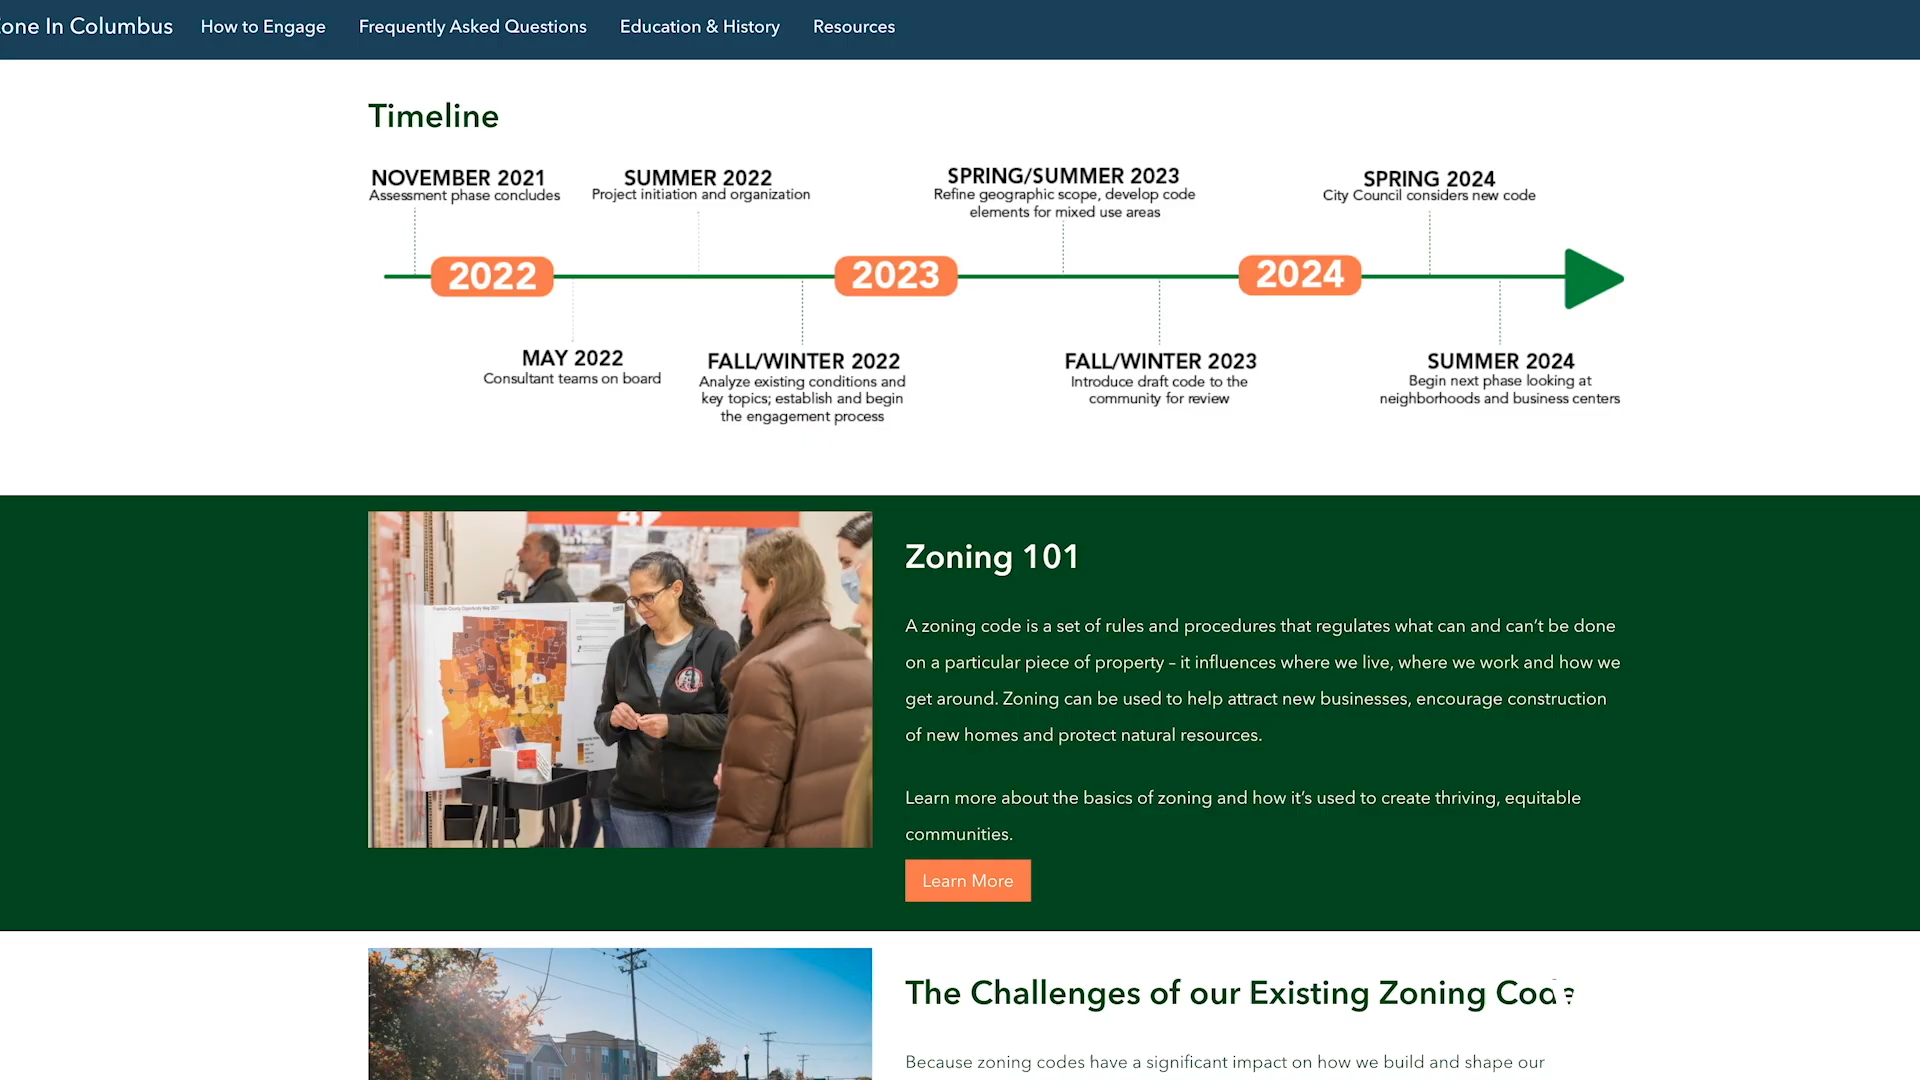 one In Columbus How to Engage Frequently Asked Questions Education & History Resources
Timeline
NOVEMBER 2021
Assessment phase concludes
SUMMER 2022
Project initiation and organization
SPRING/SUMMER 2023
Refine geographic scope, develop code
elements for mixed use areas
SPRING 2024
City Council considers new code
2022
2023
2024
MAY 2022
Consultant teams on board
FALL/WINTER 2022
Analyze existing conditions and
key topics; establish and begin
the engagement process
FALL/WINTER 2023
Introduce draft code to the
community for review
SUMMER 2024
Begin next phase looking at
neighborhoods and business centers
Zoning 101
A zoning code is a set of rules and procedures that regulates what can and can’t be done
on a particular piece of property – it influences where we live, where we work and how we
get around. Zoning can be used to help attract new businesses, encourage construction
of new homes and protect natural resources.
Learn more about the basics of zoning and how it’s used to create thriving, equitable
communities.
Learn More
The Challenges of our Existing Zoning Code
Because zoning codes have a significant impact on how we build and shape our